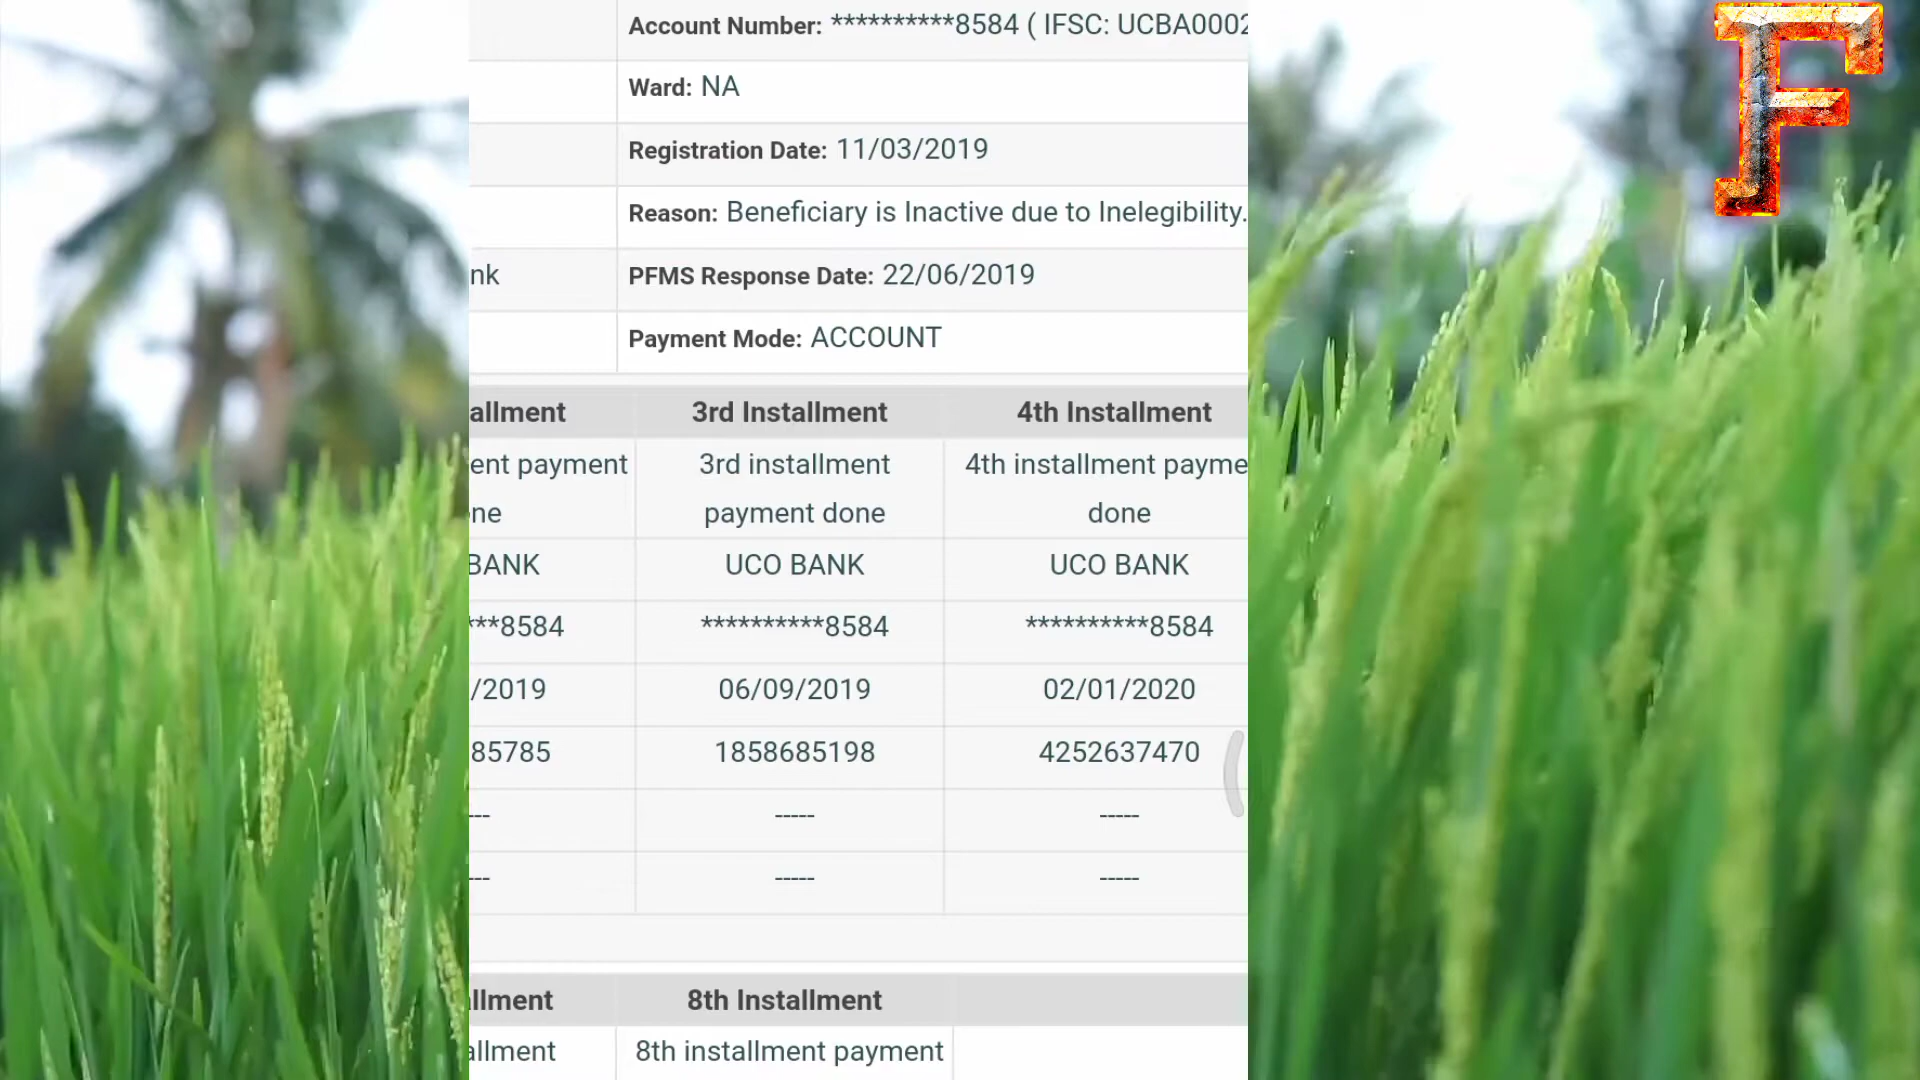 F
Account Number: **********8584 ( IFSC: UCBA0002
Ward: NA
Registration Date: 11/03/2019
Reason: Beneficiary is Inactive due to Inelegibility.
nk PFMS Response Date: 22/06/2019
Payment Mode: ACCOUNT
allment 3rd Installment 4th Installment
ent payment 3rd installment 4th installment payme
ne payment done done
BANK UCO BANK UCO BANK
***8584 **********8584 **********8584
/2019 06/09/2019 02/01/2020
85785 1858685198 4252637470
--- ----- -----
--- ----- -----
llment 8th Installment
allment 8th installment payment